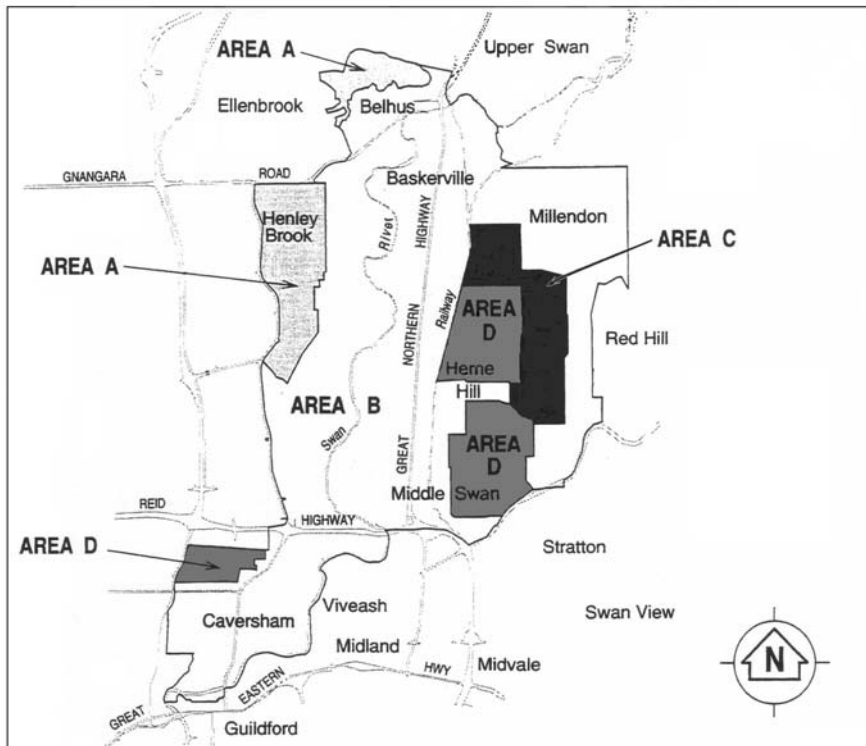 AREA A
Upper Swan
Ellenbrook
Belhus
GNANGARA ROAD
Baskerville
Henley
Brook
River
HIGHWAY
Millendon
AREA C
AREA A
Railway
AREA
D
NORTHERN
Red Hill
Herne
Hill
AREA B
Swan
GREAT
AREA
D
Middle Swan
REID HIGHWAY
AREA D
Stratton
Viveash
Caversham
Swan View
Midland
Midvale
N
GREAT EASTERN HWY
Guildford